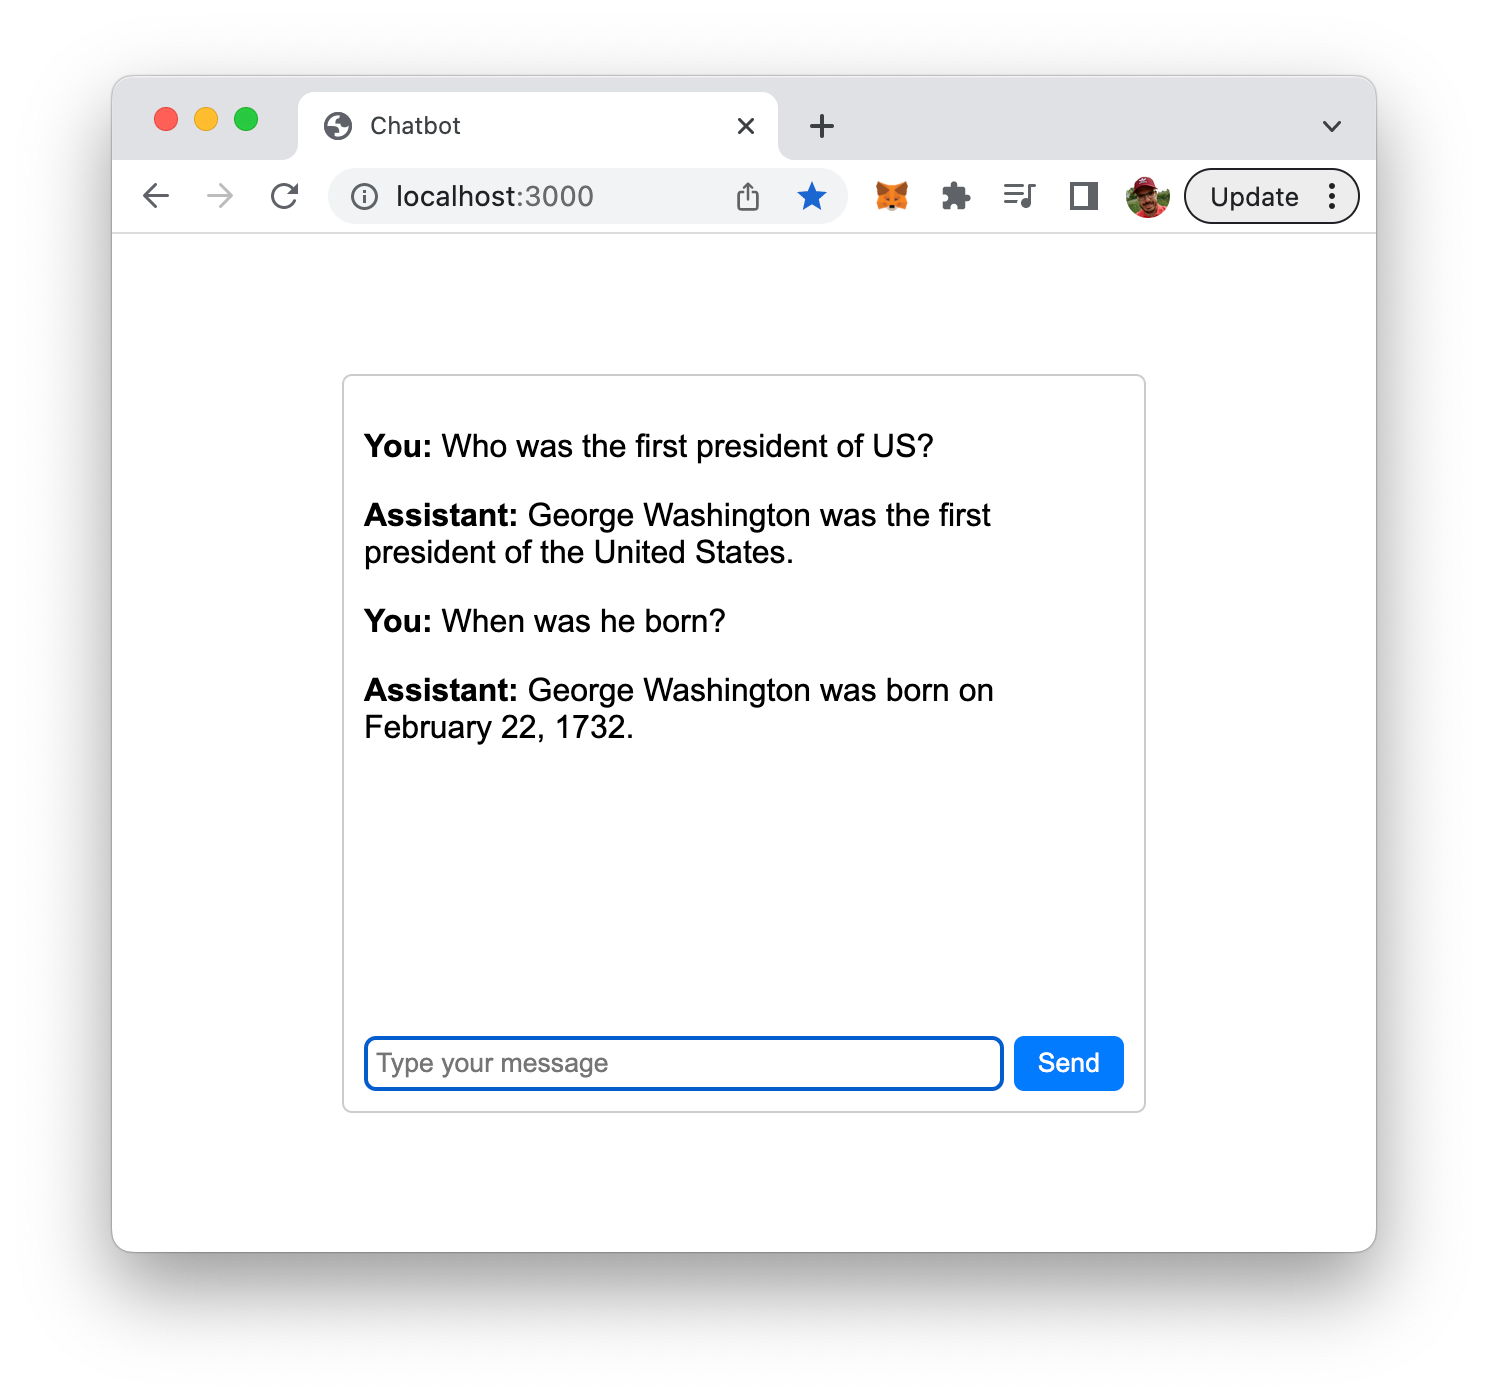 Chatbot
localhost:3000
Update
You: Who was the first president of US?
Assistant: George Washington was the first
president of the United States.
You: When was he born?
Assistant: George Washington was born on
February 22, 1732.
Type your message
Send